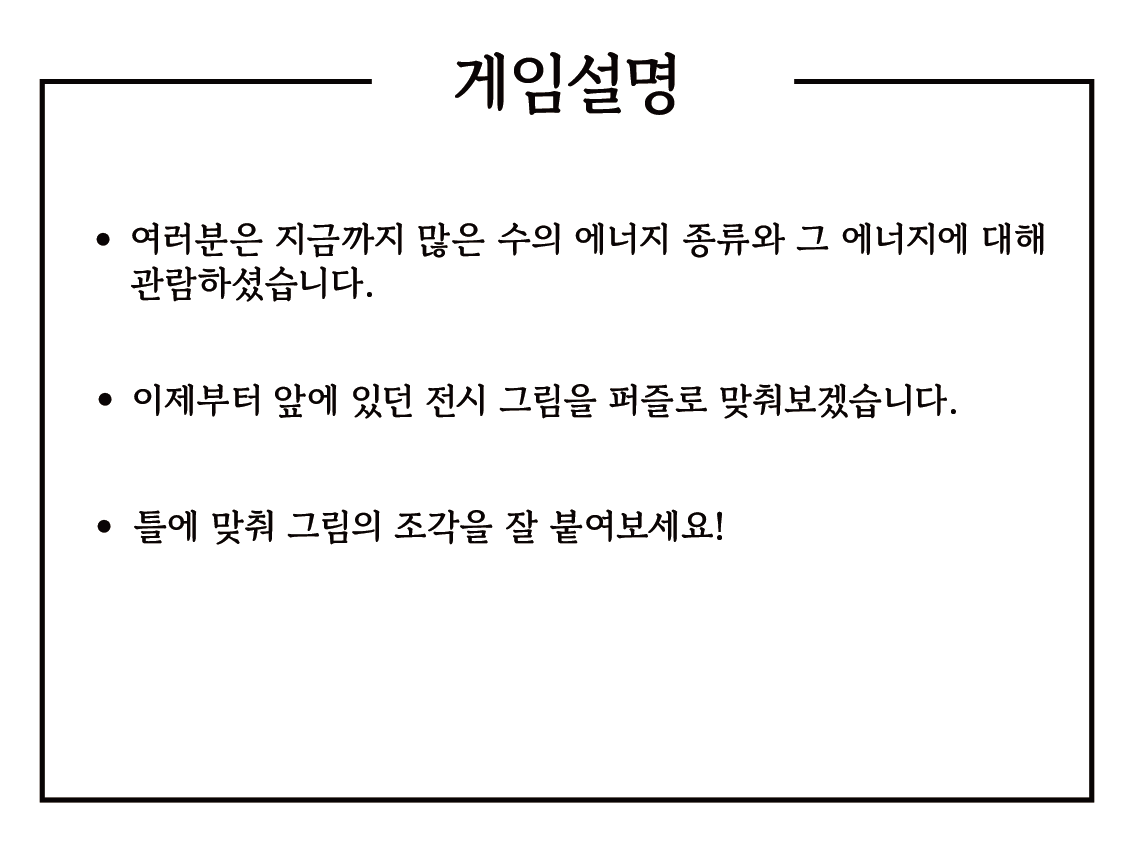 게임설명
• 여러분은 지금까지 많은 수의 에너지 종류와 그 에너지에 대해
관람하셨습니다.
• 이제부터 앞에 있던 전시 그림을 퍼즐로 맞춰보겠습니다.
• 틀에 맞춰 그림의 조각을 잘 붙여보세요!